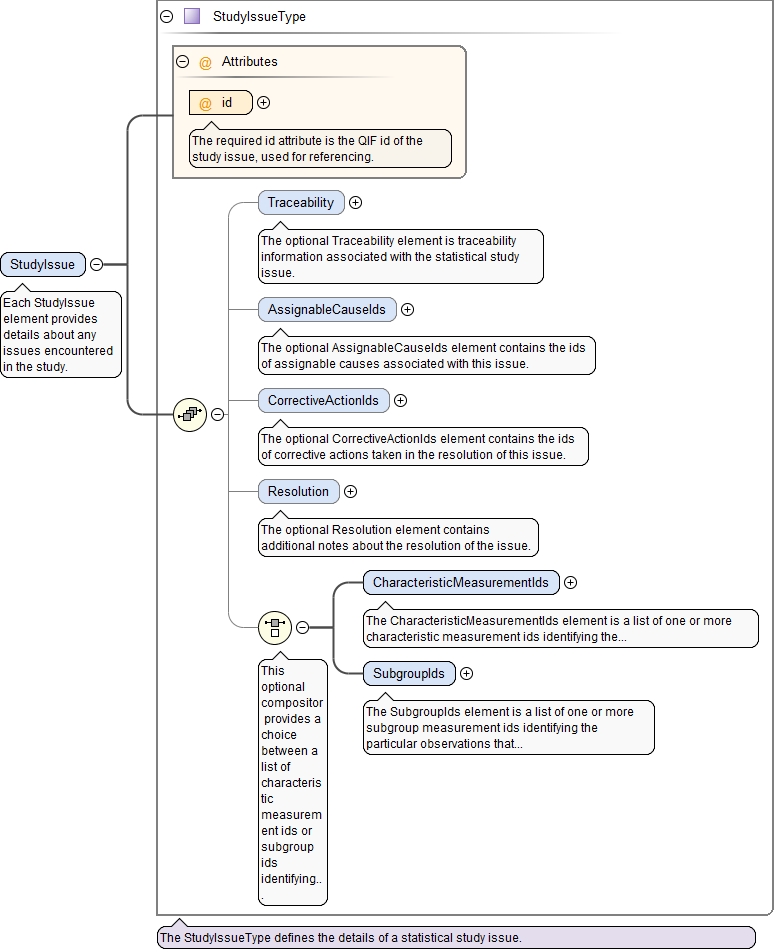 StudyIssueType
@ Attributes
@ id
The required id attribute is the QIF id of the
study issue, used for referencing.
Traceability
The optional Traceability element is traceability
information associated with the statistical study
issue.
StudyIssue
Each StudyIssue
element provides
details about any
issues encountered
in the study.
AssignableCauseIds
The optional AssignableCauseIds element contains the ids
of assignable causes associated with this issue.
CorrectiveActionIds
The optional CorrectiveActionIds element contains the ids
of corrective actions taken in the resolution of this issue.
Resolution
The optional Resolution element contains
additional notes about the resolution of the issue.
CharacteristicMeasurementIds
The CharacteristicMeasurementIds element is a list of one or more
characteristic measurement ids identifying the...
SubgroupIds
The SubgroupIds element is a list of one or more
subgroup measurement ids identifying the
particular observations that...
This
optional
compositor
provides a
choice
between a
list of
characteris
tic
measurem
ent ids or
subgroup
ids
identifying..
.
The StudyIssueType defines the details of a statistical study issue.